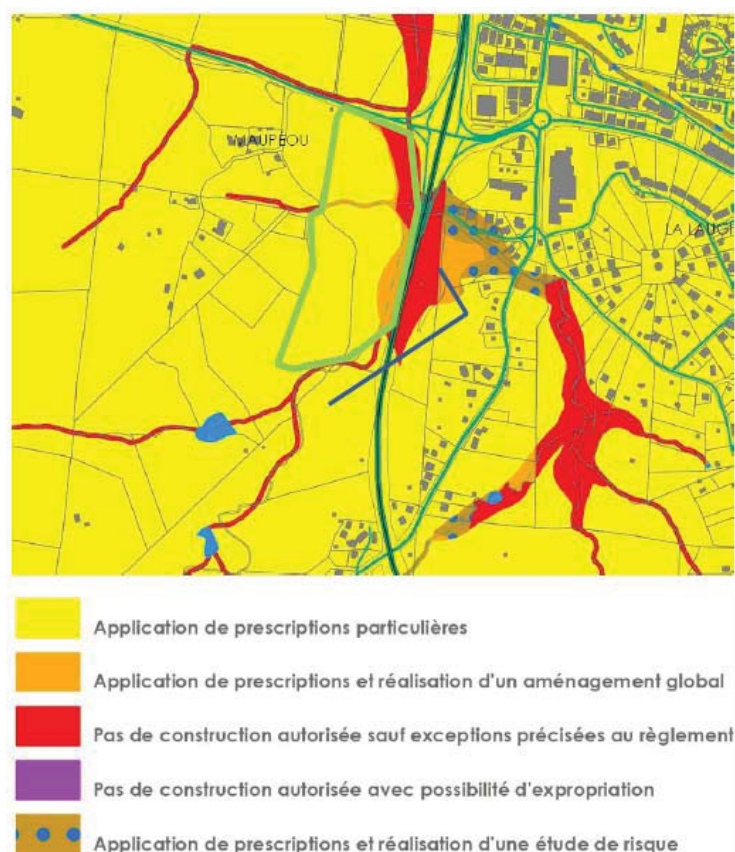 MAUPEOU
LA LAUGI
Application de prescriptions particulières
Application de prescriptions et réalisation d'un aménagement global
Pas de construction autorisée sauf exceptions précisées au règlement
Pas de construction autorisée avec possibilité d'expropriation
Application de prescriptions et réalisation d'une étude de risque